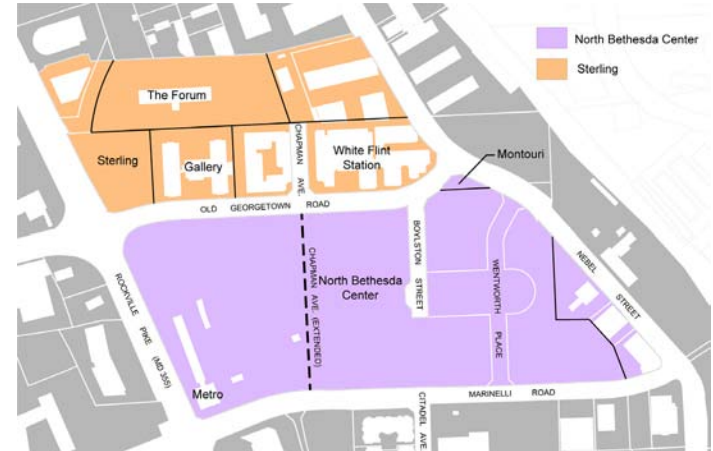 North Bethesda Center
Sterling
The Forum
Sterling
Gallery
CHAPMAN AVE.
White Flint
Station
Montouri
OLD GEORGETOWN ROAD
BOYLSTON STREET
WENTWORTH PLACE
NEBEL STREET
North Bethesda
Center
CHAPMAN AVE. (EXTENDED)
ROCKVILLE PIKE (MD 355)
Metro
MARINELLI ROAD
CITADEL AVE.